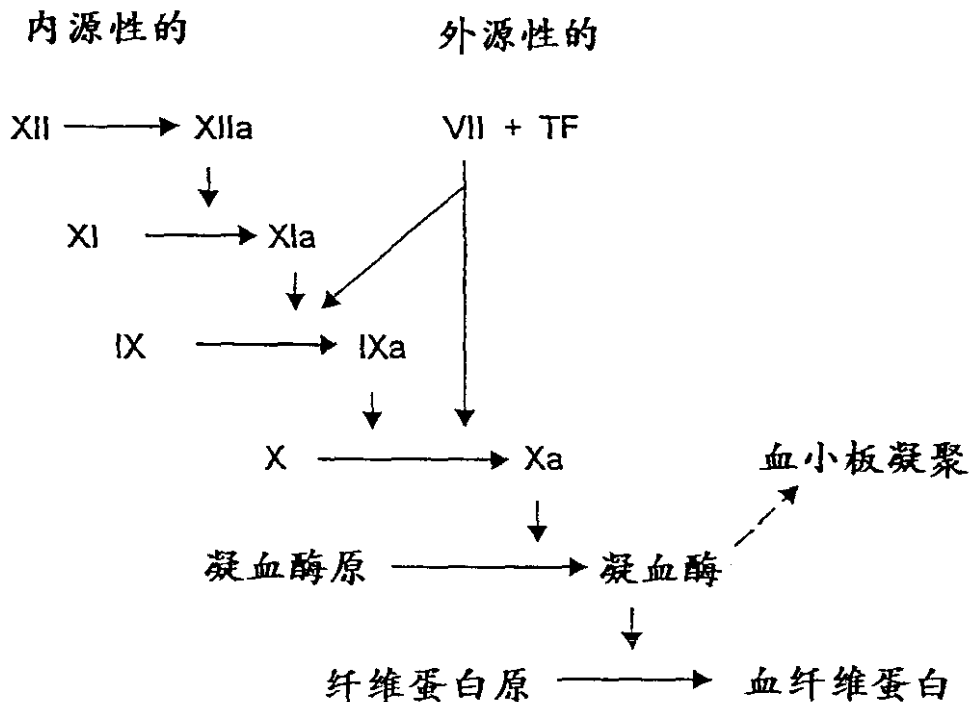 内源性的 外源性的
XII XIIa VII + TF
XI XIa
IX IXa
X Xa 血小板凝聚
凝血酶原 凝血酶
纤维蛋白原 血纤维蛋白